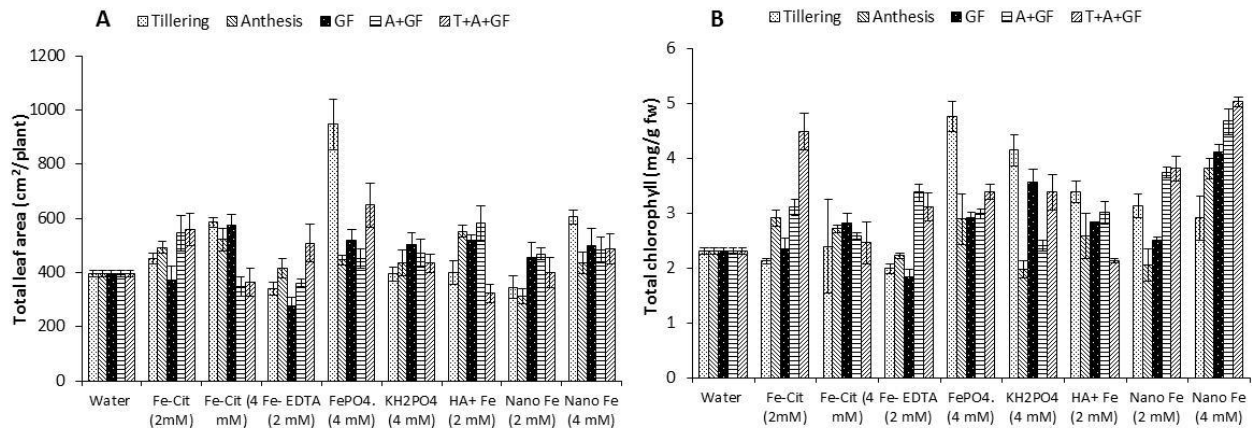 A
Tillering Anthesis GF A+GF T+A+GF
Total leaf area (cm²/plant)
1200
1000
800
600
400
200
0
Water Fe-Cit (2mM) Fe-Cit (4 mM) Fe- EDTA (2 mM) FePO4. (4 mM) KH2PO4 (4 mM) HA+ Fe (2 mM) Nano Fe (2 mM) Nano Fe (4 mM)
B
Tillering Anthesis GF A+GF T+A+GF
Total chlorophyll (mg/g fw)
6
5
4
3
2
1
0
Water Fe-Cit (2mM) Fe-Cit (4 mM) Fe- EDTA (2 mM) FePO4. (4 mM) KH2PO4 (4 mM) HA+ Fe (2 mM) Nano Fe (2 mM) Nano Fe (4 mM)